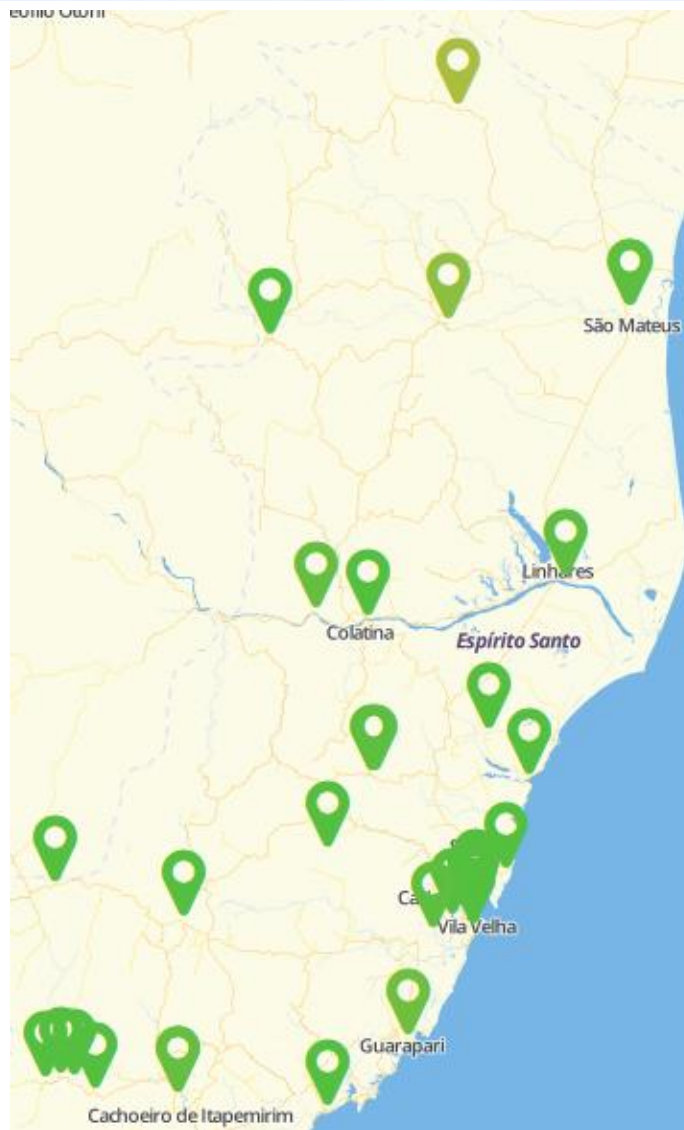 São Mateus
Linhares
Colatina
Espírito Santo
Vila Velha
Guarapari
Cachoeiro de Itapemirim